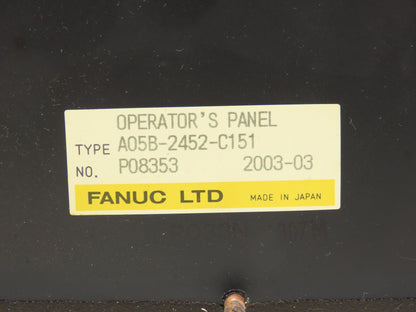 OPERATOR'S PANEL
TYPE A05B-2452-C151
NO. P08353 2003-03
FANUC LTD MADE IN JAPAN